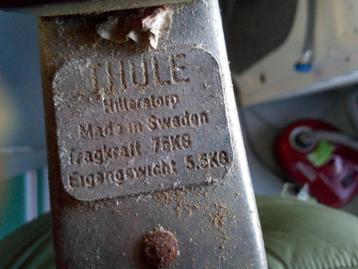 THULE
Hillerstorp
Made in Sweden
Tragkraft 75KG
Eigengewicht 5.5KG